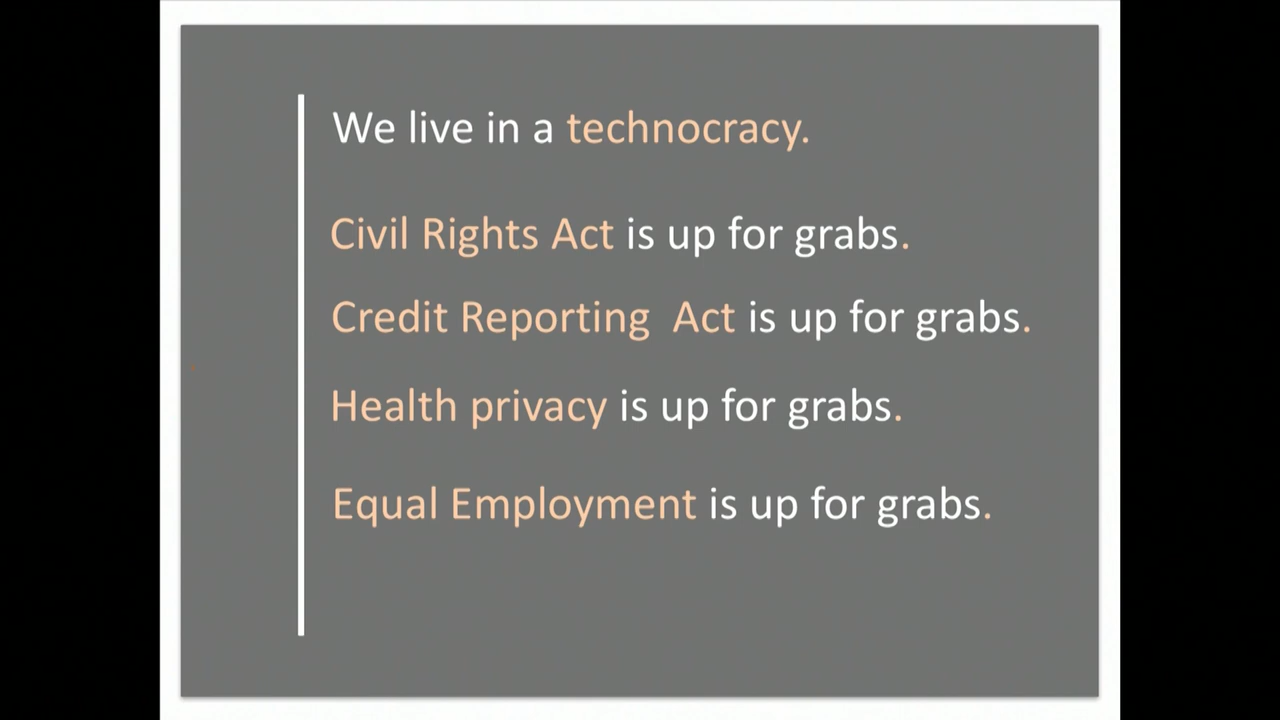 We live in a technocracy.
Civil Rights Act is up for grabs.
Credit Reporting  Act is up for grabs.
Health privacy is up for grabs.
Equal Employment is up for grabs.